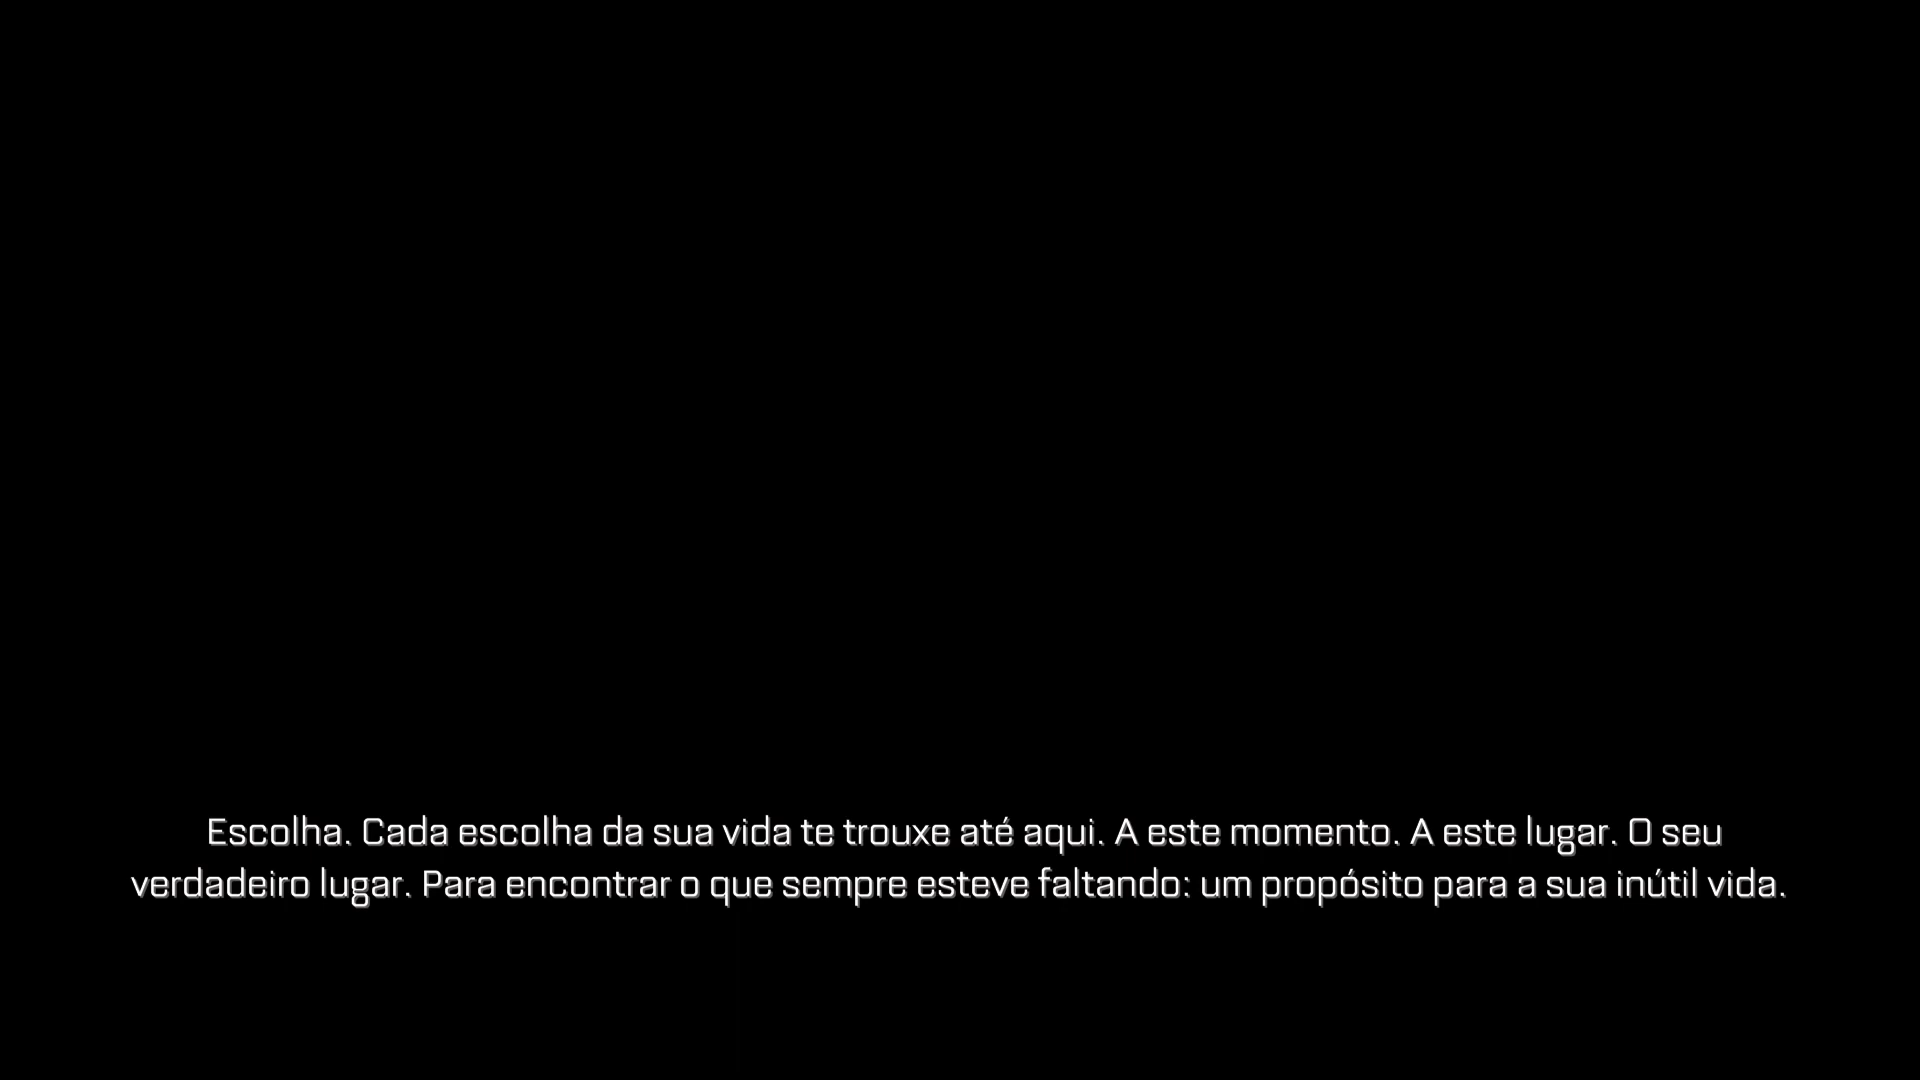 Escolha. Cada escolha da sua vida te trouxe até aqui. A este momento. A este lugar. O seu
verdadeiro lugar. Para encontrar o que sempre esteve faltando: um propósito para a sua inútil vida.